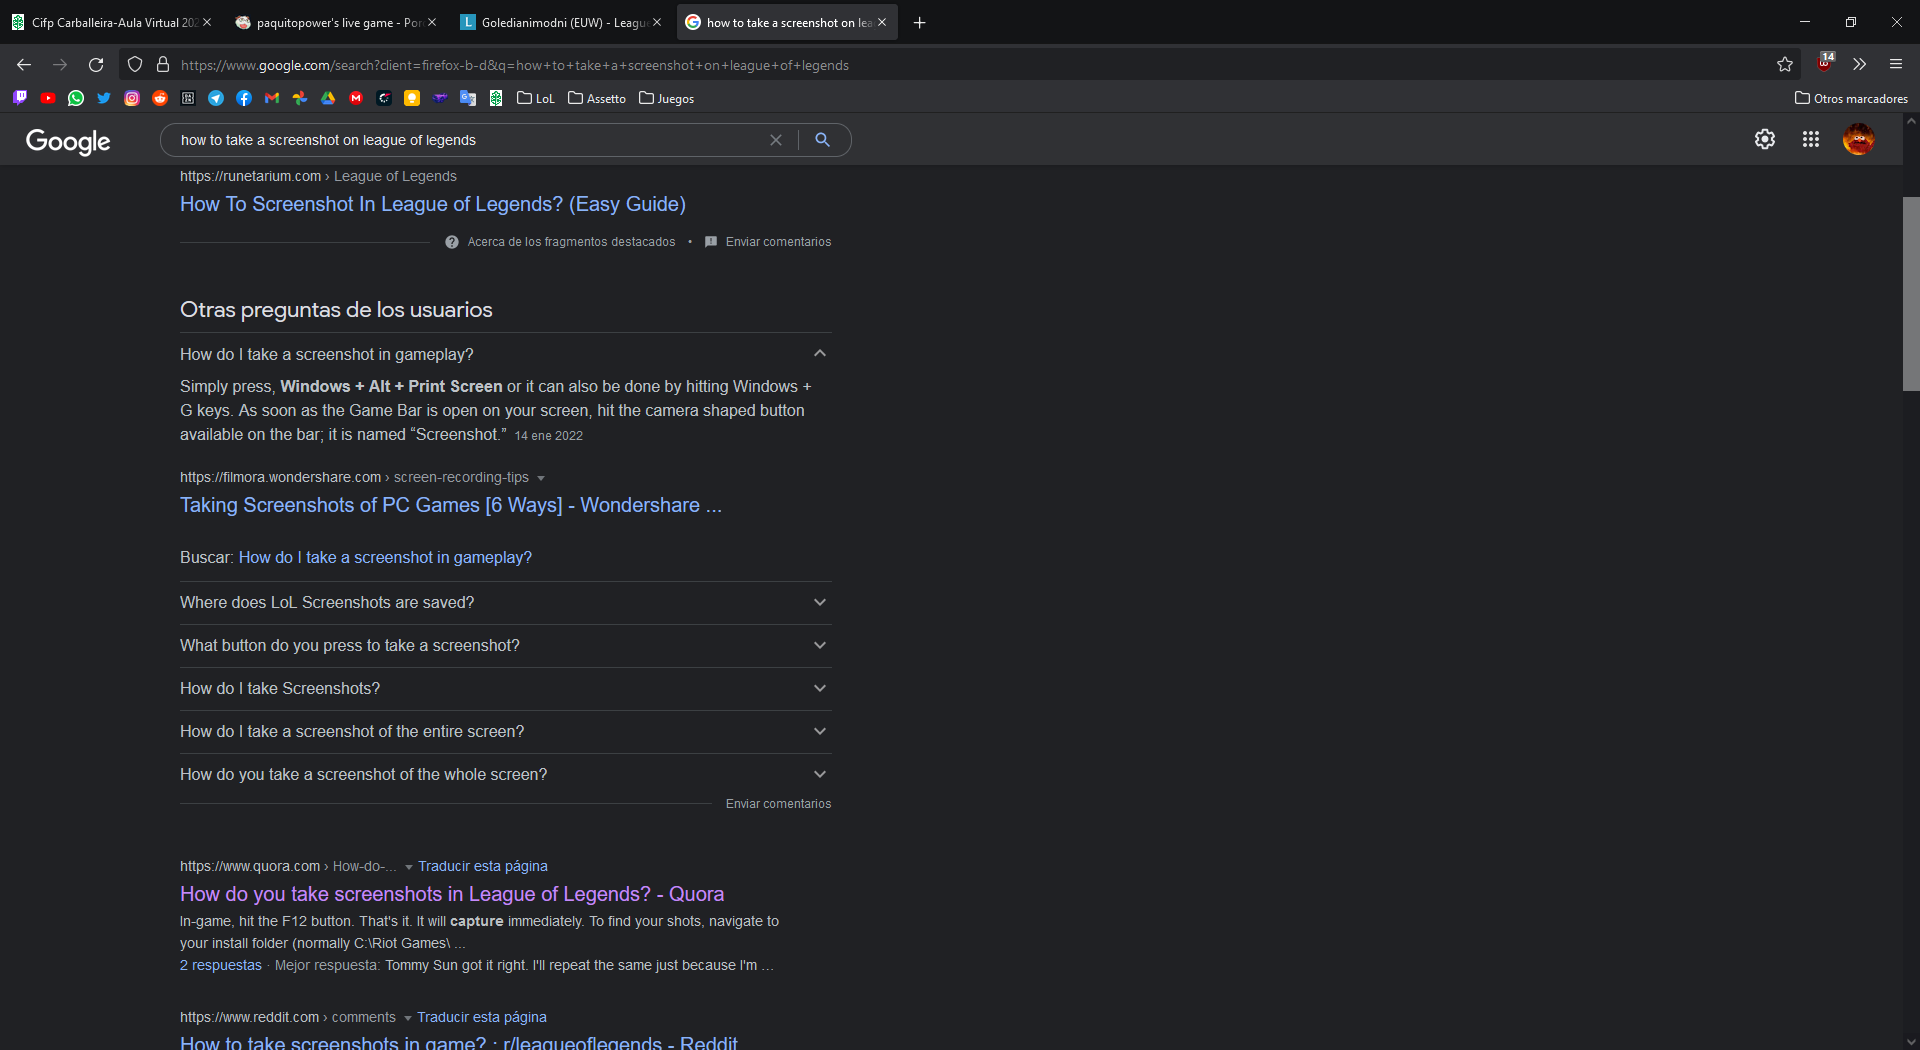 Cifp Carballeira-Aula Virtual 202
paquitopower's live game - Por
Goledianimodni (EUW) - League
how to take a screenshot on lea
https://www.google.com/search?client=firefox-b-d&q=how+to+take+a+screenshot+on+league+of+legends
14
LoL
Assetto
Juegos
Otros marcadores
Google
how to take a screenshot on league of legends
https://runetarium.com › League of Legends
How To Screenshot In League of Legends? (Easy Guide)
Acerca de los fragmentos destacados • Enviar comentarios
Otras preguntas de los usuarios
How do I take a screenshot in gameplay?
Simply press, Windows + Alt + Print Screen or it can also be done by hitting Windows +
G keys. As soon as the Game Bar is open on your screen, hit the camera shaped button
available on the bar; it is named “Screenshot.” 14 ene 2022
https://filmora.wondershare.com › screen-recording-tips
Taking Screenshots of PC Games [6 Ways] - Wondershare ...
Buscar: How do I take a screenshot in gameplay?
Where does LoL Screenshots are saved?
What button do you press to take a screenshot?
How do I take Screenshots?
How do I take a screenshot of the entire screen?
How do you take a screenshot of the whole screen?
Enviar comentarios
https://www.quora.com › How-do-... Traducir esta página
How do you take screenshots in League of Legends? - Quora
In-game, hit the F12 button. That's it. It will capture immediately. To find your shots, navigate to
your install folder (normally C:\Riot Games\ ...
2 respuestas · Mejor respuesta: Tommy Sun got it right. I'll repeat the same just because I'm ...
https://www.reddit.com › comments Traducir esta página
How to take screenshots in game? : r/leagueoflegends - Reddit